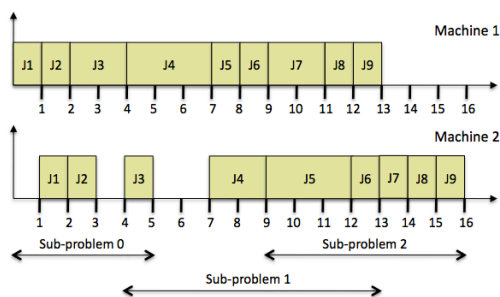 Machine 1
J1 J2 J3 J4 J5 J6 J7 J8 J9
1 2 3 4 5 6 7 8 9 10 11 12 13 14 15 16
Machine 2
J1 J2 J3 J4 J5 J6 J7 J8 J9
1 2 3 4 5 6 7 8 9 10 11 12 13 14 15 16
Sub-problem 0 Sub-problem 2
Sub-problem 1